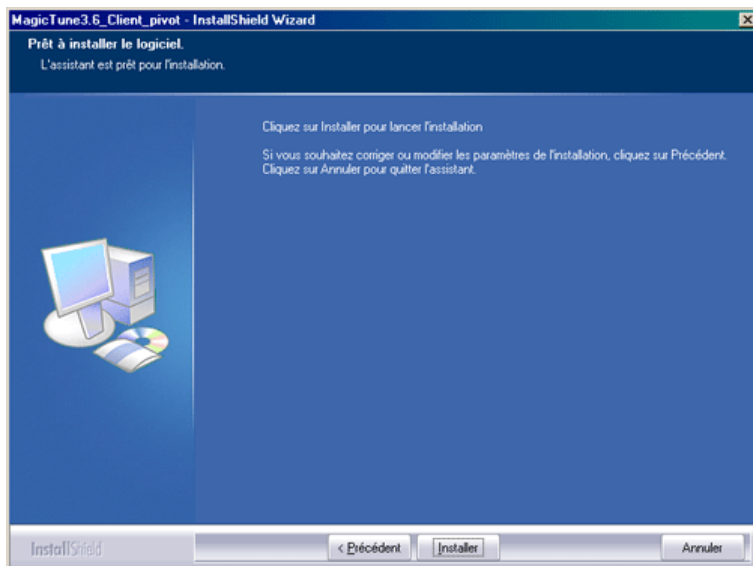 MagicTune3.6_Client_pivot - InstallShield Wizard
Prêt à installer le logiciel.
L'assistant est prêt pour l'installation.
Cliquez sur Installer pour lancer l'installation
Si vous souhaitez corriger ou modifier les paramètres de l'installation, cliquez sur Précédent.
Cliquez sur Annuler pour quitter l'assistant.
InstallShield
< Précédent
Installer
Annuler